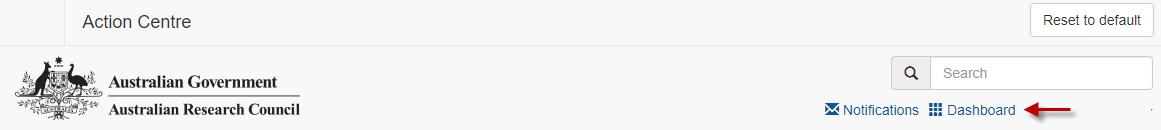 Action Centre
Reset to default
Australian Government
Australian Research Council
Search
Notifications
Dashboard